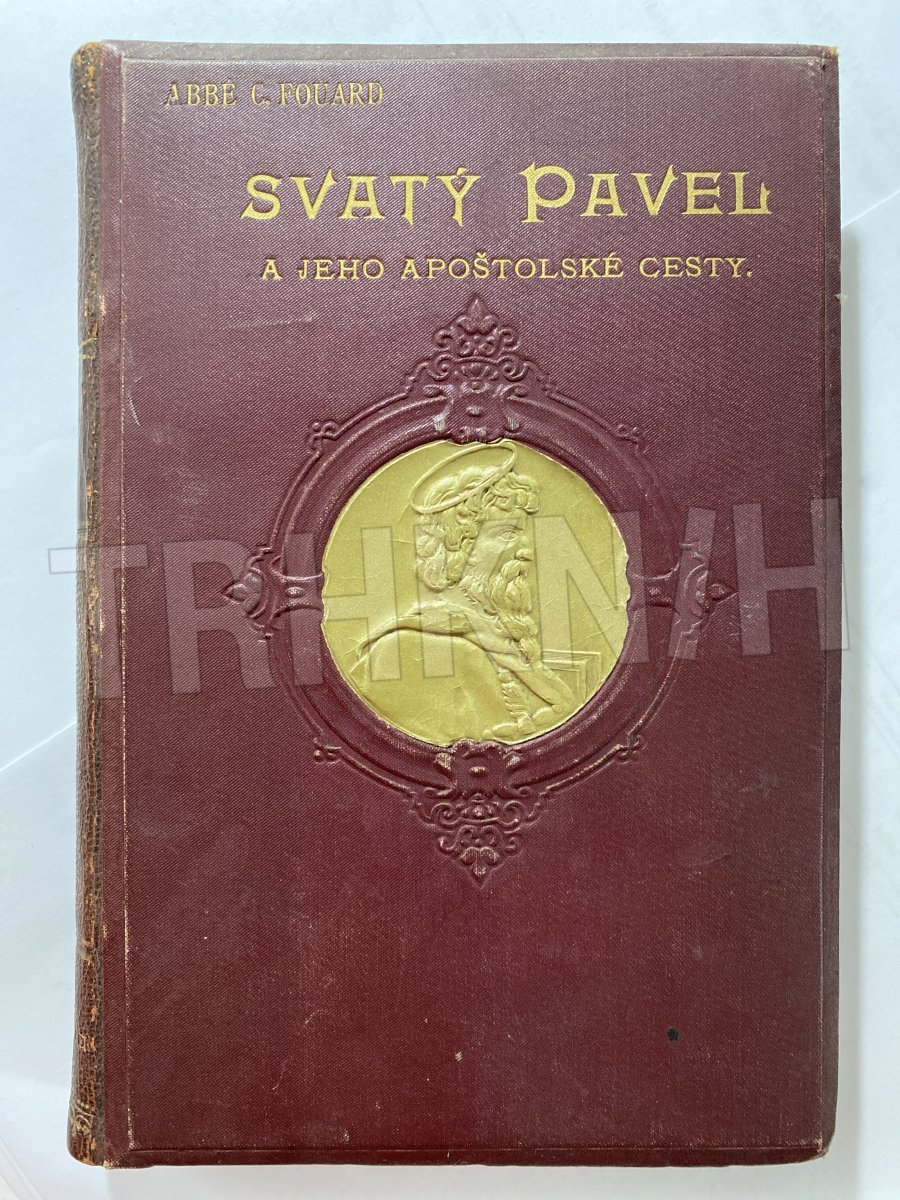 ABBÉ C. FOUARD
SVATÝ PAVEL
A JEHO APOŠTOLSKÉ CESTY.